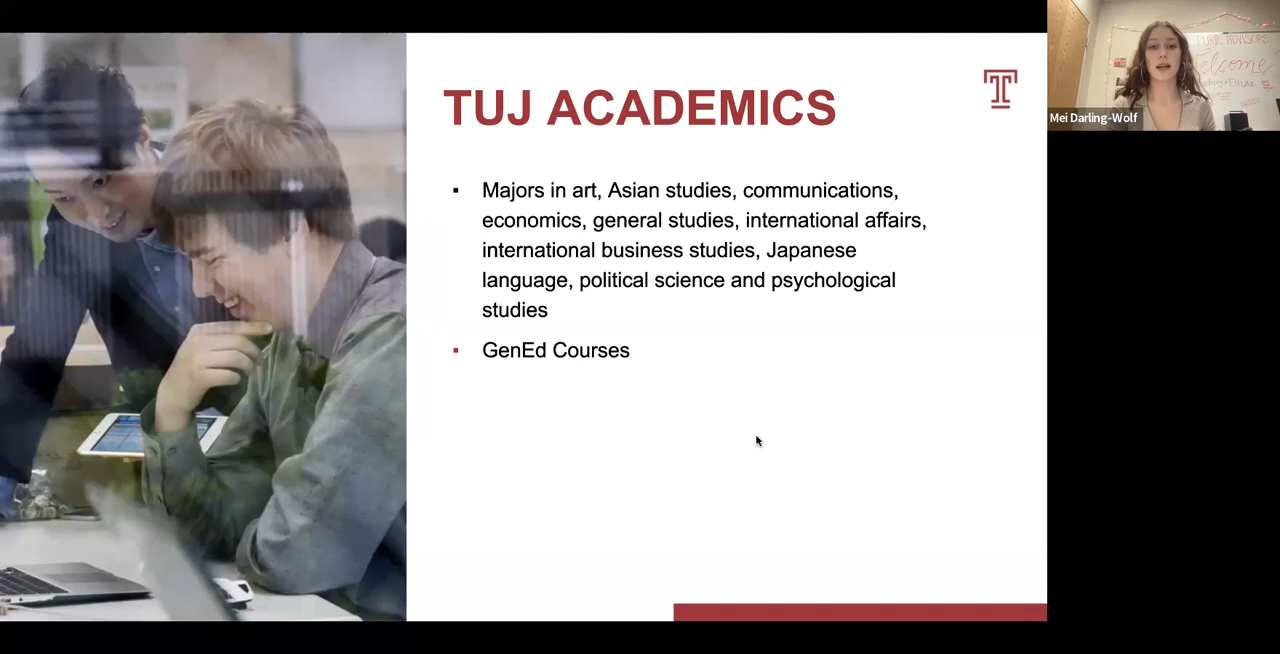 TUJ ACADEMICS
Majors in art, Asian studies, communications,
economics, general studies, international affairs,
international business studies, Japanese
language, political science and psychological
studies
GenEd Courses
T
Mei Darling-Wolf